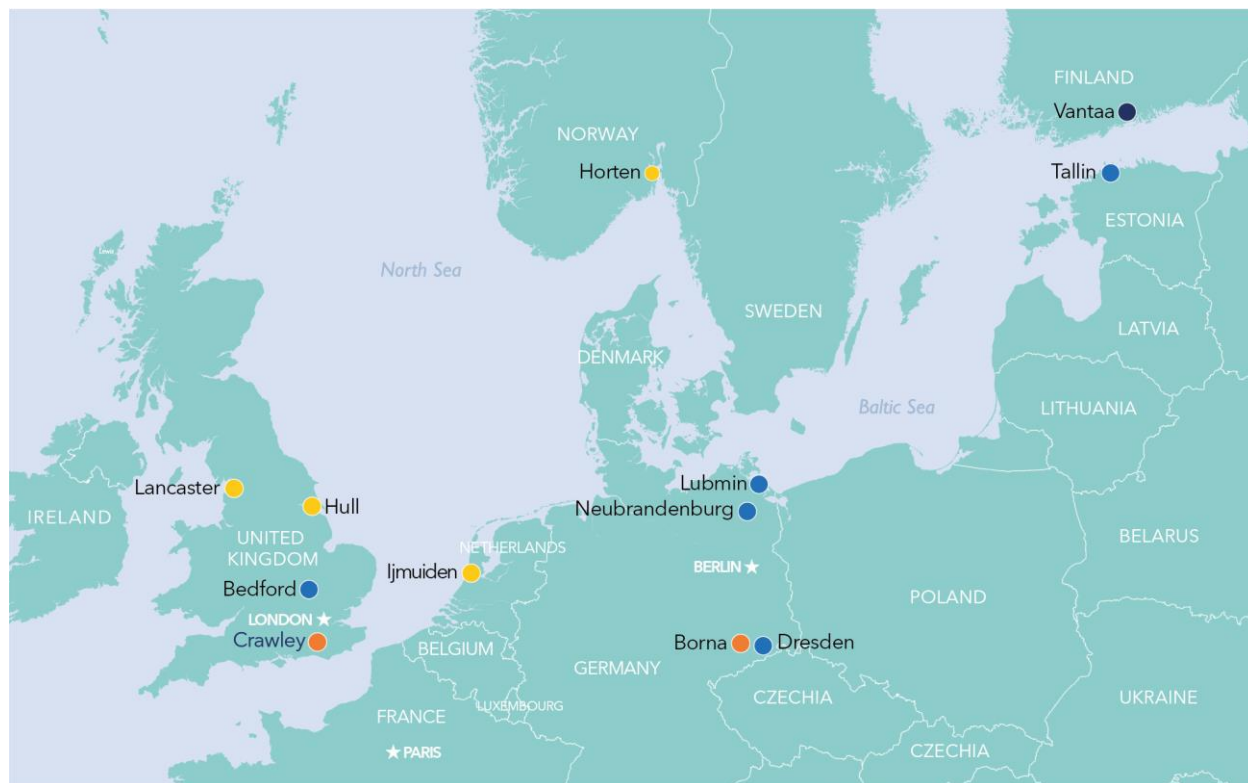 FINLAND
Vantaa
NORWAY
Horten
Tallin
ESTONIA
Lewis
North Sea
SWEDEN
LATVIA
DENMARK
Baltic Sea
LITHUANIA
Lancaster
Hull
IRELAND
UNITED
KINGDOM
Lubmin
Neubrandenburg
BELARUS
NETHERLANDS
Ijmuiden
BERLIN
Bedford
POLAND
LONDON
Crawley
BELGIUM
Borna
Dresden
GERMANY
CZECHIA
UKRAINE
LUXEMBOURG
FRANCE
PARIS
CZECHIA